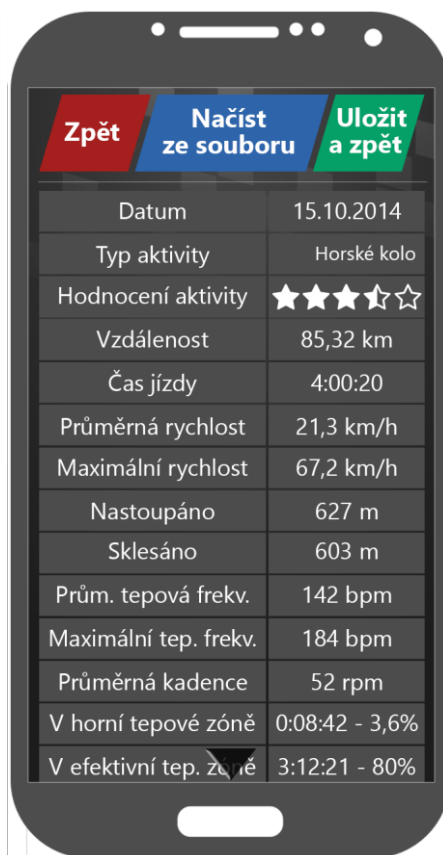 Zpět
Načíst
ze souboru
Uložit
a zpět
Datum 15.10.2014
Typ aktivity Horské kolo
Hodnocení aktivity
Vzdálenost 85,32 km
Čas jízdy 4:00:20
Průměrná rychlost 21,3 km/h
Maximální rychlost 67,2 km/h
Nastoupáno 627 m
Sklesáno 603 m
Prům. tepová frekv. 142 bpm
Maximální tep. frekv. 184 bpm
Průměrná kadence 52 rpm
V horní tepové zóně 0:08:42 - 3,6%
V efektivní tep. zóně 3:12:21 - 80%